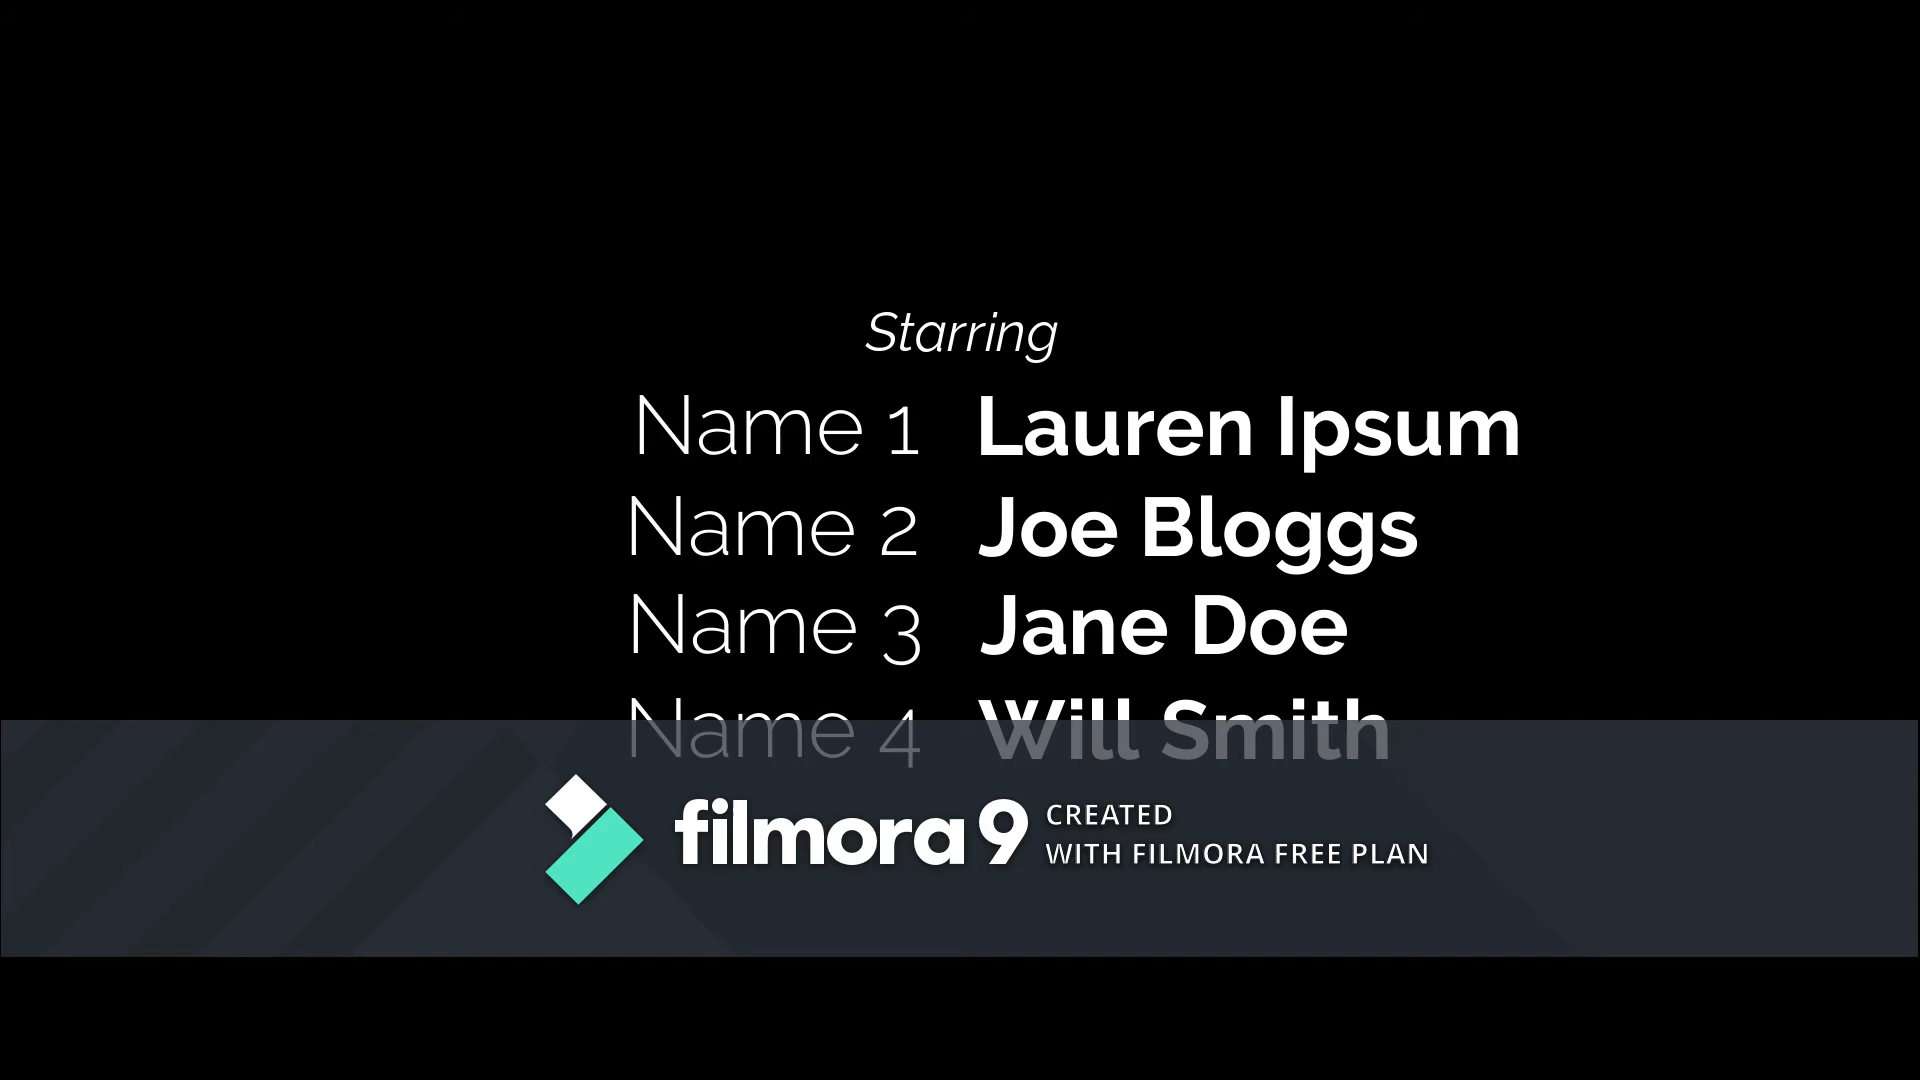 Starring
Name 1 Lauren Ipsum
Name 2 Joe Bloggs
Name 3 Jane Doe
Name 4 Will Smith
filmora 9 CREATED
WITH FILMORA FREE PLAN